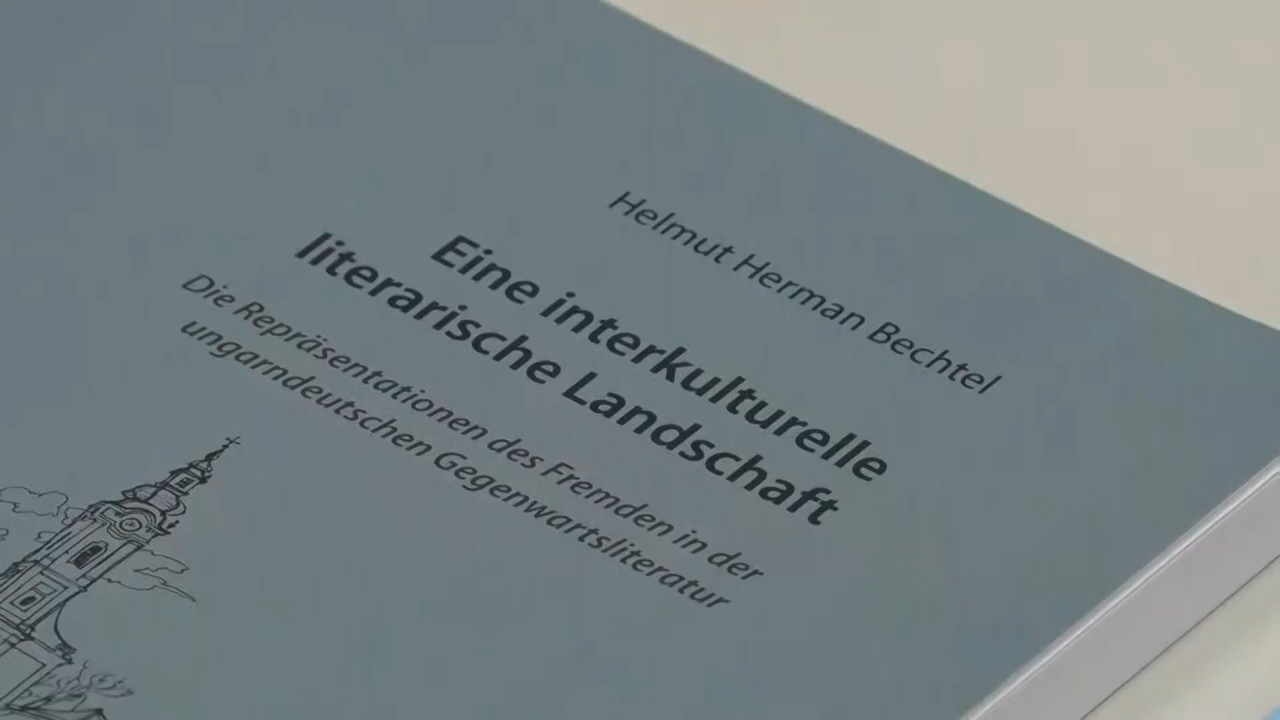 Helmut Herman Bechtel
Eine interkulturelle
literarische Landschaft
Die Repräsentationen des Fremden in der
ungarndeutschen Gegenwartsliteratur